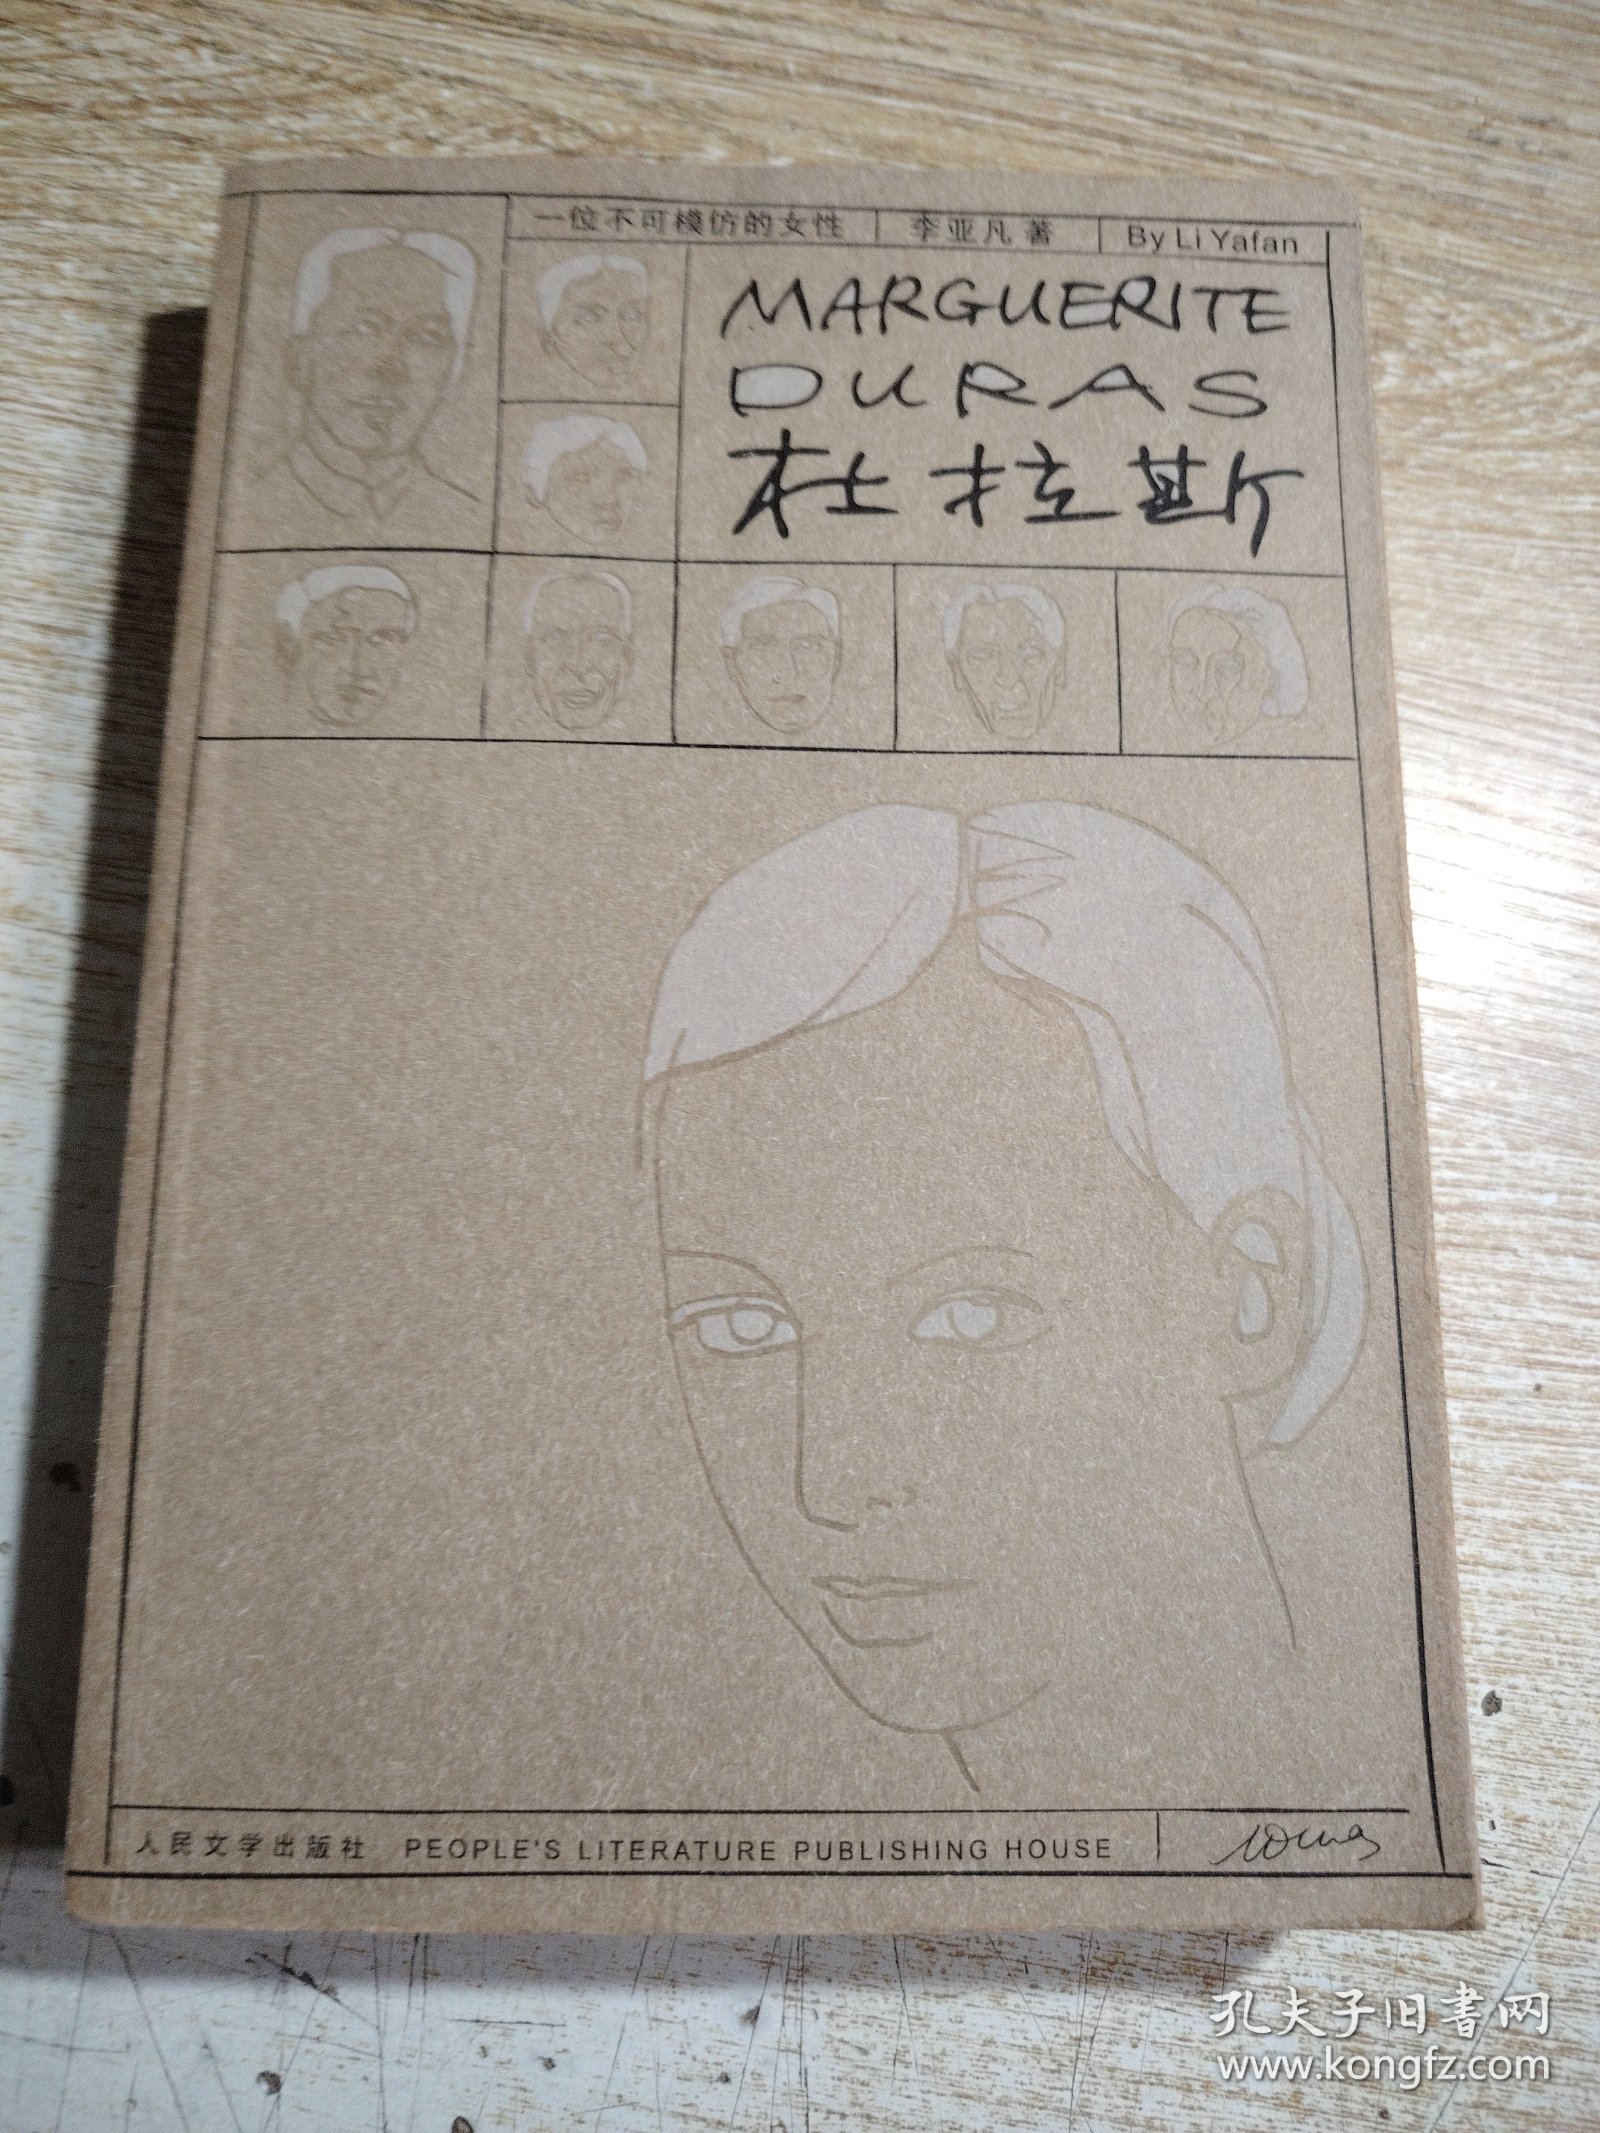 一位不可模仿的女性 李亚凡 著 By Li Yafan
MARGUERITE
DURAS
杜拉斯
人民文学出版社 PEOPLE'S LITERATURE PUBLISHING HOUSE
孔夫子旧书网
www.kongfz.com